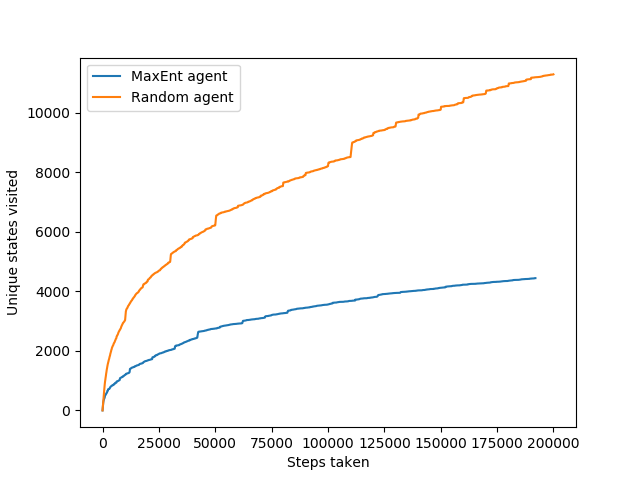 MaxEnt agent
Random agent
Unique states visited
10000
8000
6000
4000
2000
0
0 25000 50000 75000 100000 125000 150000 175000 200000
Steps taken